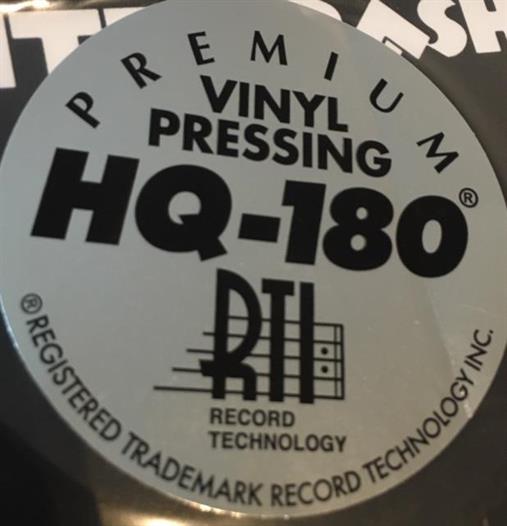 PREMIUM
VINYL
PRESSING
HQ-180®
RTI
RECORD
TECHNOLOGY
® REGISTERED TRADEMARK RECORD TECHNOLOGY INC.